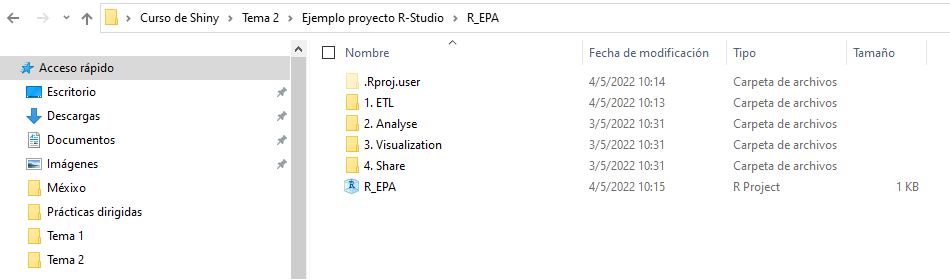 Curso de Shiny > Tema 2 > Ejemplo proyecto R-Studio > R_EPA
Acceso rápido
Escritorio
Descargas
Documentos
Imágenes
Méxixo
Prácticas dirigidas
Tema 1
Tema 2
Nombre Fecha de modificación Tipo Tamaño
.Rproj.user 4/5/2022 10:14 Carpeta de archivos
1. ETL 4/5/2022 10:13 Carpeta de archivos
2. Analyse 3/5/2022 10:31 Carpeta de archivos
3. Visualization 3/5/2022 10:31 Carpeta de archivos
4. Share 3/5/2022 10:31 Carpeta de archivos
R_EPA 4/5/2022 10:15 R Project 1 KB